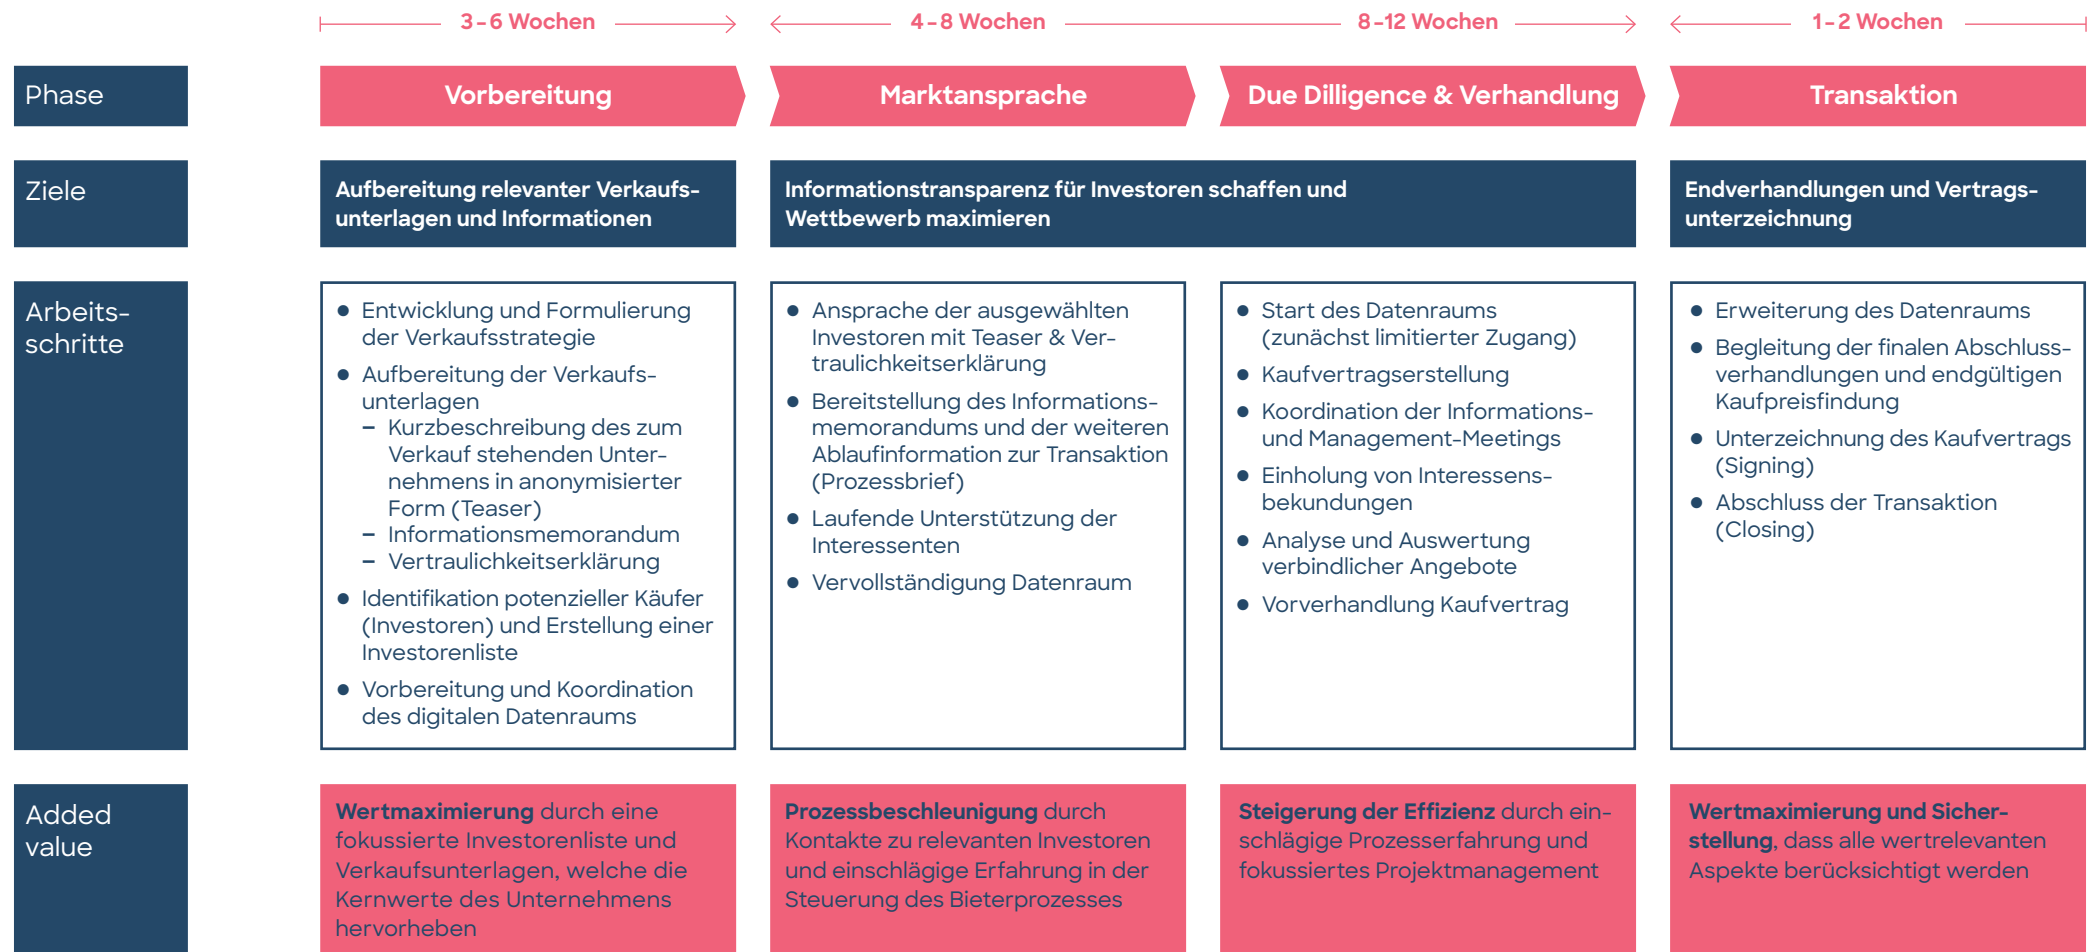 3 – 6 Wochen
4 – 8 Wochen
8 –12 Wochen
1 – 2 Wochen
Phase
Vorbereitung
Marktansprache
Due Dilligence & Verhandlung
Transaktion
Ziele
Aufbereitung relevanter Verkaufs-
unterlagen und Informationen
Informationstransparenz für Investoren schaffen und
Wettbewerb maximieren
Endverhandlungen und Vertrags-
unterzeichnung
Arbeits-
schritte
• Entwicklung und Formulierung
der Verkaufsstrategie
• Aufbereitung der Verkaufs-
unterlagen
– Kurzbeschreibung des zum
Verkauf stehenden Unter-
nehmens in anonymisierter
Form (Teaser)
– Informationsmemorandum
– Vertraulichkeitserklärung
• Identifikation potenzieller Käufer
(Investoren) und Erstellung einer
Investorenliste
• Vorbereitung und Koordination
des digitalen Datenraums
• Ansprache der ausgewählten
Investoren mit Teaser & Ver-
traulichkeitserklärung
• Bereitstellung des Informations-
memorandums und der weiteren
Ablaufinformation zur Transaktion
(Prozessbrief)
• Laufende Unterstützung der
Interessenten
• Vervollständigung Datenraum
• Start des Datenraums
(zunächst limitierter Zugang)
• Kaufvertragserstellung
• Koordination der Informations-
und Management-Meetings
• Einholung von Interessens-
bekundungen
• Analyse und Auswertung
verbindlicher Angebote
• Vorverhandlung Kaufvertrag
• Erweiterung des Datenraums
• Begleitung der finalen Abschluss-
verhandlungen und endgültigen
Kaufpreisfindung
• Unterzeichnung des Kaufvertrags
(Signing)
• Abschluss der Transaktion
(Closing)
Added
value
Wertmaximierung durch eine
fokussierte Investorenliste und
Verkaufsunterlagen, welche die
Kernwerte des Unternehmens
hervorheben
Prozessbeschleunigung durch
Kontakte zu relevanten Investoren
und einschlägige Erfahrung in der
Steuerung des Bieterprozesses
Steigerung der Effizienz durch ein-
schlägige Prozesserfahrung und
fokussiertes Projektmanagement
Wertmaximierung und Sicher-
stellung, dass alle wertrelevanten
Aspekte berücksichtigt werden